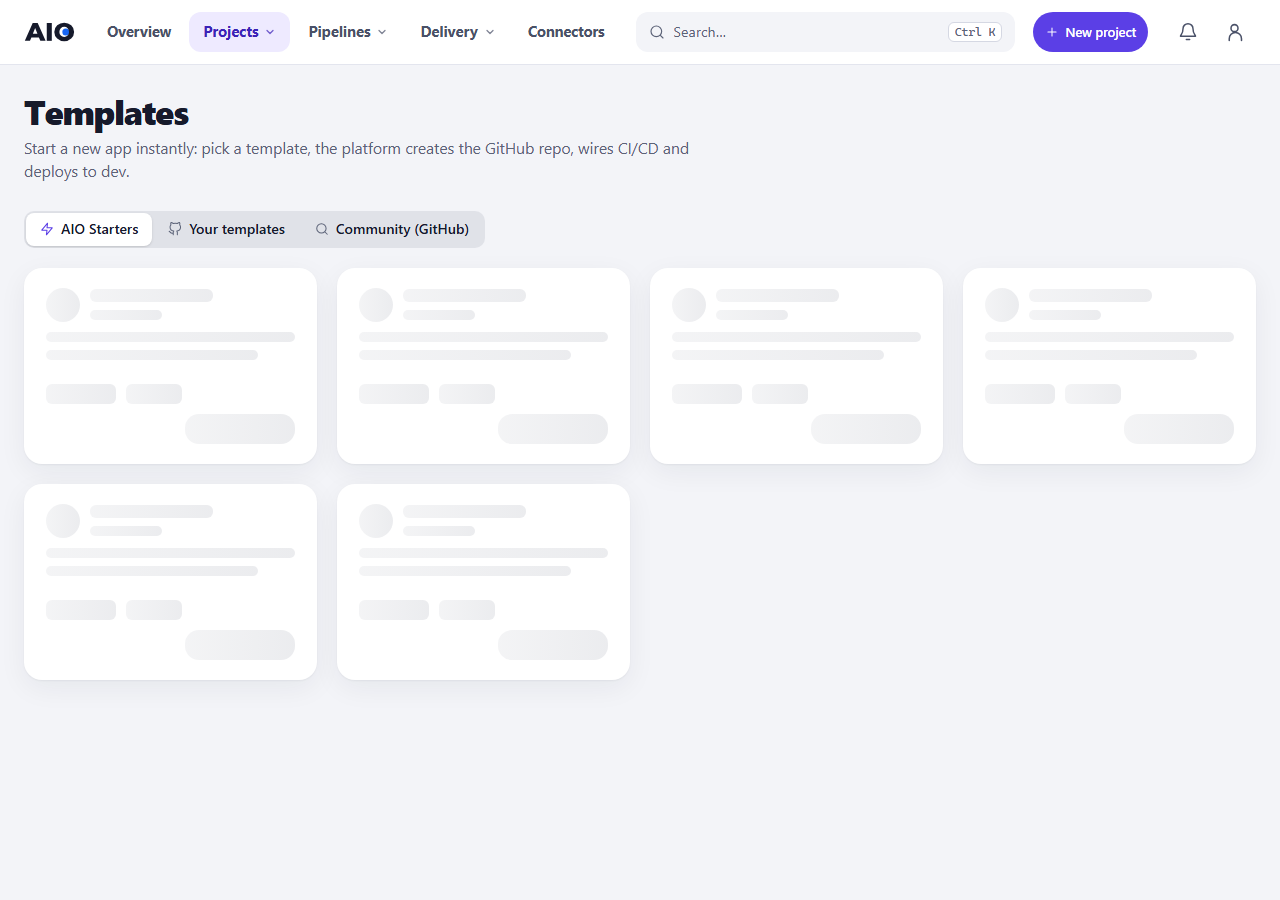 AIO
Overview
Projects
Pipelines
Delivery
Connectors
Search...
Ctrl K
New project
Templates
Start a new app instantly: pick a template, the platform creates the GitHub repo, wires CI/CD and
deploys to dev.
AIO Starters
Your templates
Community (GitHub)